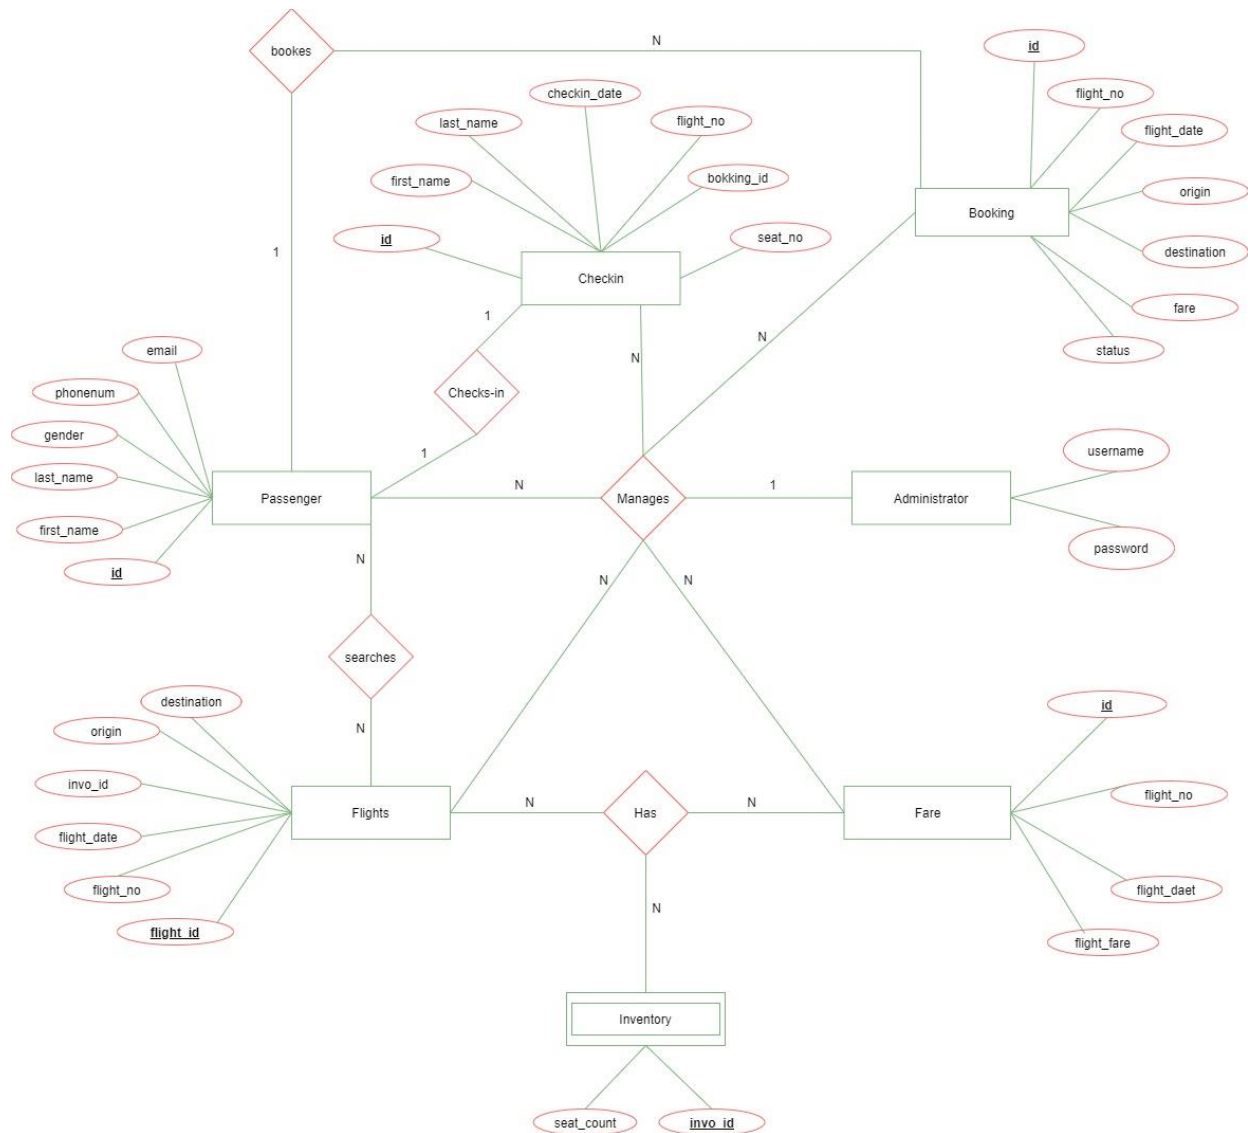 bookes
N
id
flight_no
flight_date
origin
destination
fare
status
Booking
checkin_date
last_name
flight_no
first_name
bokking_id
id
seat_no
Checkin
1
1
N
N
Checks-in
1
email
phonenum
gender
last_name
first_name
id
Passenger
N
Manages
1
Administrator
username
password
N
N
N
searches
N
destination
origin
invo_id
flight_date
flight_no
flight_id
Flights
N
Has
N
Fare
id
flight_no
flight_daet
flight_fare
N
Inventory
seat_count
invo_id